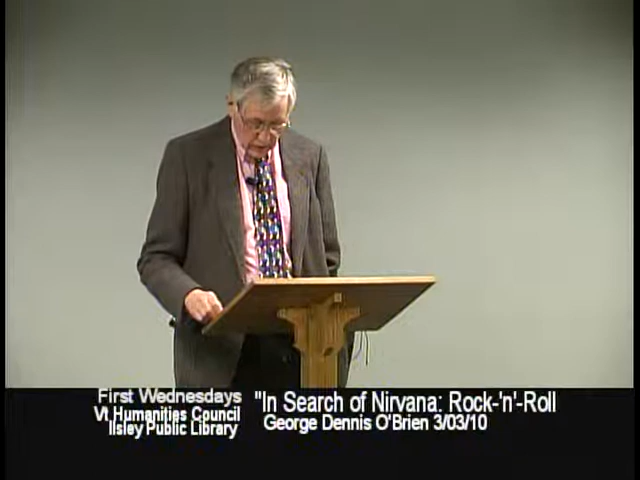 First Wednesdays
Vt Humanities Council
Ilsley Public Library
"In Search of Nirvana: Rock-'n'-Roll
George Dennis O'Brien 3/03/10